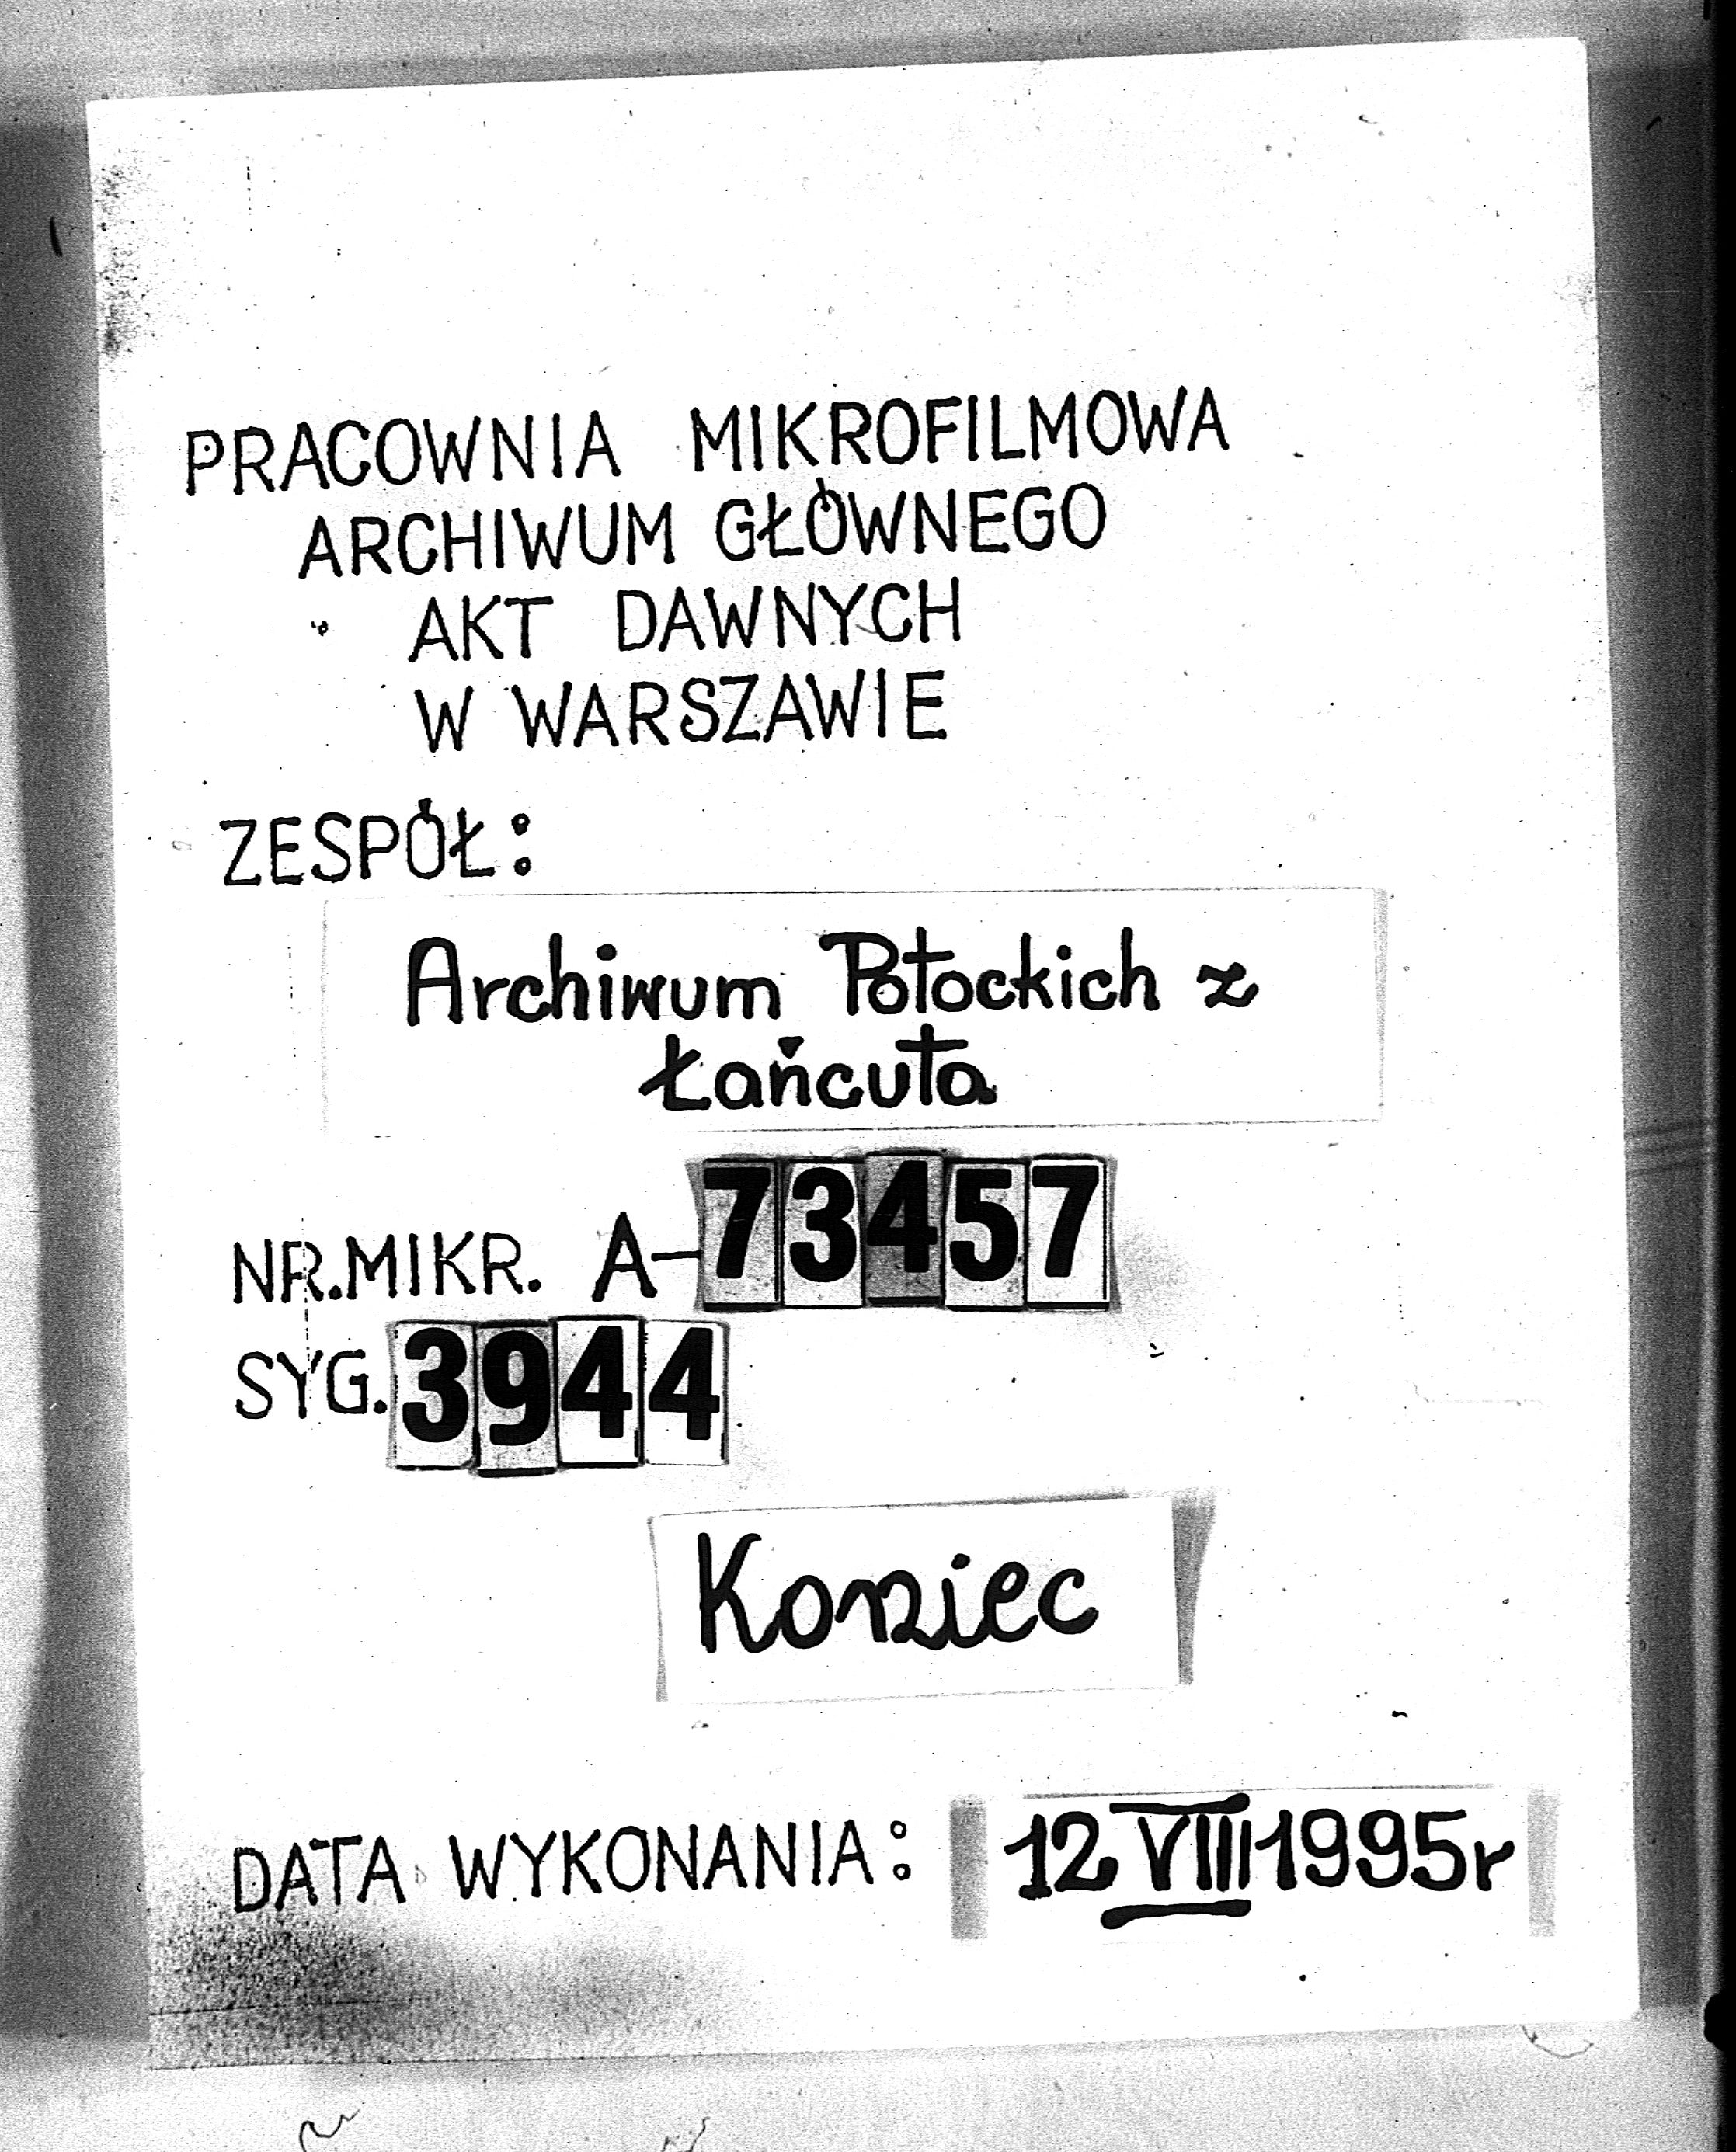 PRACOWNIA MIKROFILMOWA
ARCHIWUM GŁÓWNEGO
AKT DAWNYCH
W WARSZAWIE
ZESPÓŁ:
Archiwum Potockich z
Łańcuta
NR.MIKR. A-73457
SYG. 3944
Koniec
DATA WYKONANIA: 12 VIII 1995r